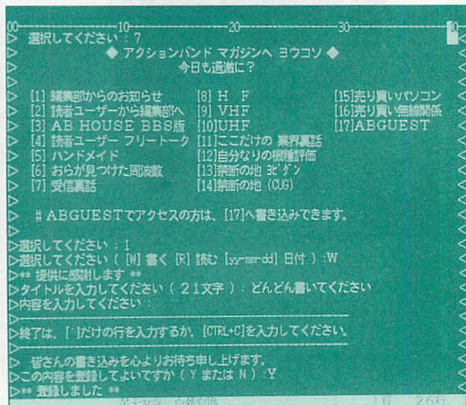 00--------10--------20--------30--------40
選択してください:7
◆ アクションバンド マガジンへ ヨウコソ ◆
今日も過激に?
[1] 編集部からのお知らせ [8] H F [15]売り買いパソコン
[2] 読者ユーザーから編集部へ [9] VHF [16]売り買い無線関係
[3] AB HOUSE BBS版 [10]UHF [17]ABGUEST
[4] 読者ユーザー フリートーク [11]ここだけの 業界裏話
[5] ハンドメイド [12]自分なりの機種評価
[6] おらが見つけた周波数 [13]禁断の地 ヨビダシ
[7] 受信裏話 [14]禁断の地 (CUG)
#ABGUESTでアクセスの方は、[17]へ書き込みできます。
▷選択してください:1
▷選択してください ( [W] 書く [R] 読む [yy-mm-dd] 日付 ):W
▷** 提供に感謝します **
▷タイトルを入力してください (21文字): どんどん書いてください
▷内容を入力してください:
▷終了は、[.]だけの行を入力するか、[CTRL+C]を入力してください。
▷ 皆さんの書き込みを心よりお待ち申し上げます。
▷この内容を登録してよいですか (Y または N):Y
▷** 登録しました **